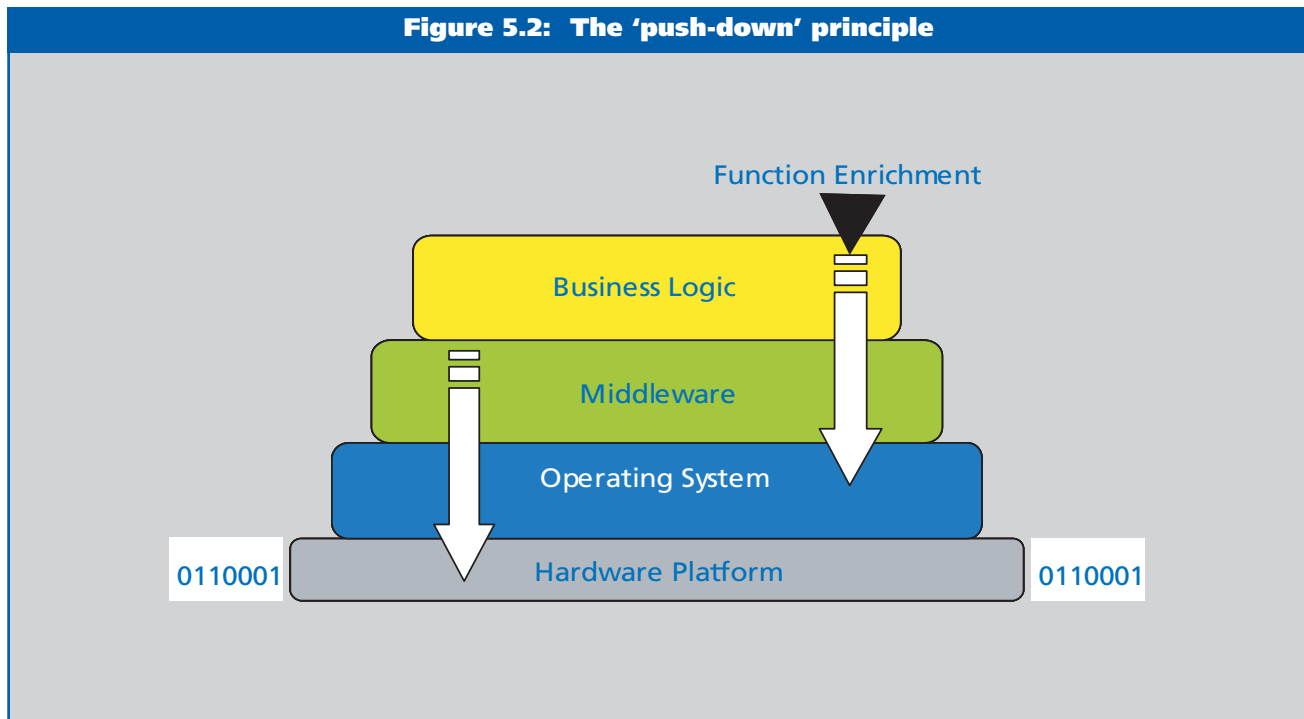 Figure 5.2: The ‘push-down’ principle
Function Enrichment
Business Logic
Middleware
Operating System
Hardware Platform
0110001
0110001